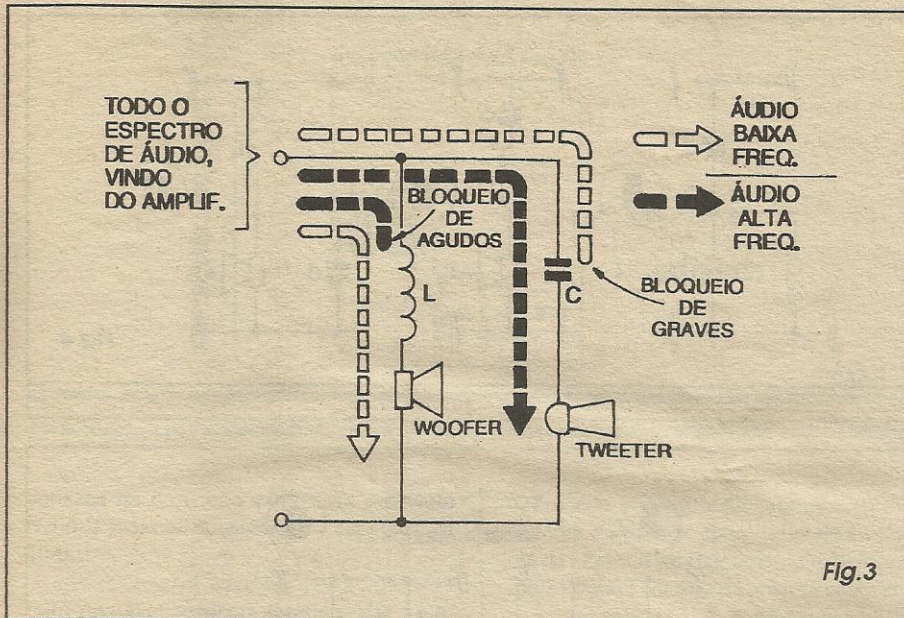 TODO O
ESPECTRO
DE ÁUDIO,
VINDO
DO AMPLIF.
BLOQUEIO
DE
AGUDOS
L
WOOFER
C
BLOQUEIO
DE
GRAVES
TWEETER
ÁUDIO
BAIXA
FREQ.
ÁUDIO
ALTA
FREQ.
Fig.3